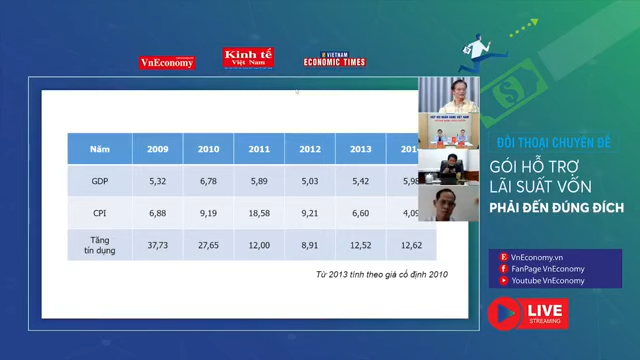 VnEconomy
Kinh tế
Việt Nam
VIETNAM
ECONOMIC TIMES
Năm 2009 2010 2011 2012 2013
GDP 5,32 6,78 5,89 5,03 5,42 5,98
CPI 6,88 9,19 18,58 9,21 6,60 4,09
Tăng
tín dụng 37,73 27,65 12,00 8,91 12,52 12,62
Từ 2013 tính theo giá cố định 2010
ĐỐI THOẠI CHUYÊN ĐỀ
GÓI HỖ TRỢ
LÃI SUẤT VỐN
PHẢI ĐẾN ĐÚNG ĐÍCH
VnEconomy.vn
FanPage VnEconomy
Youtube VnEconomy
LIVE
STREAMING